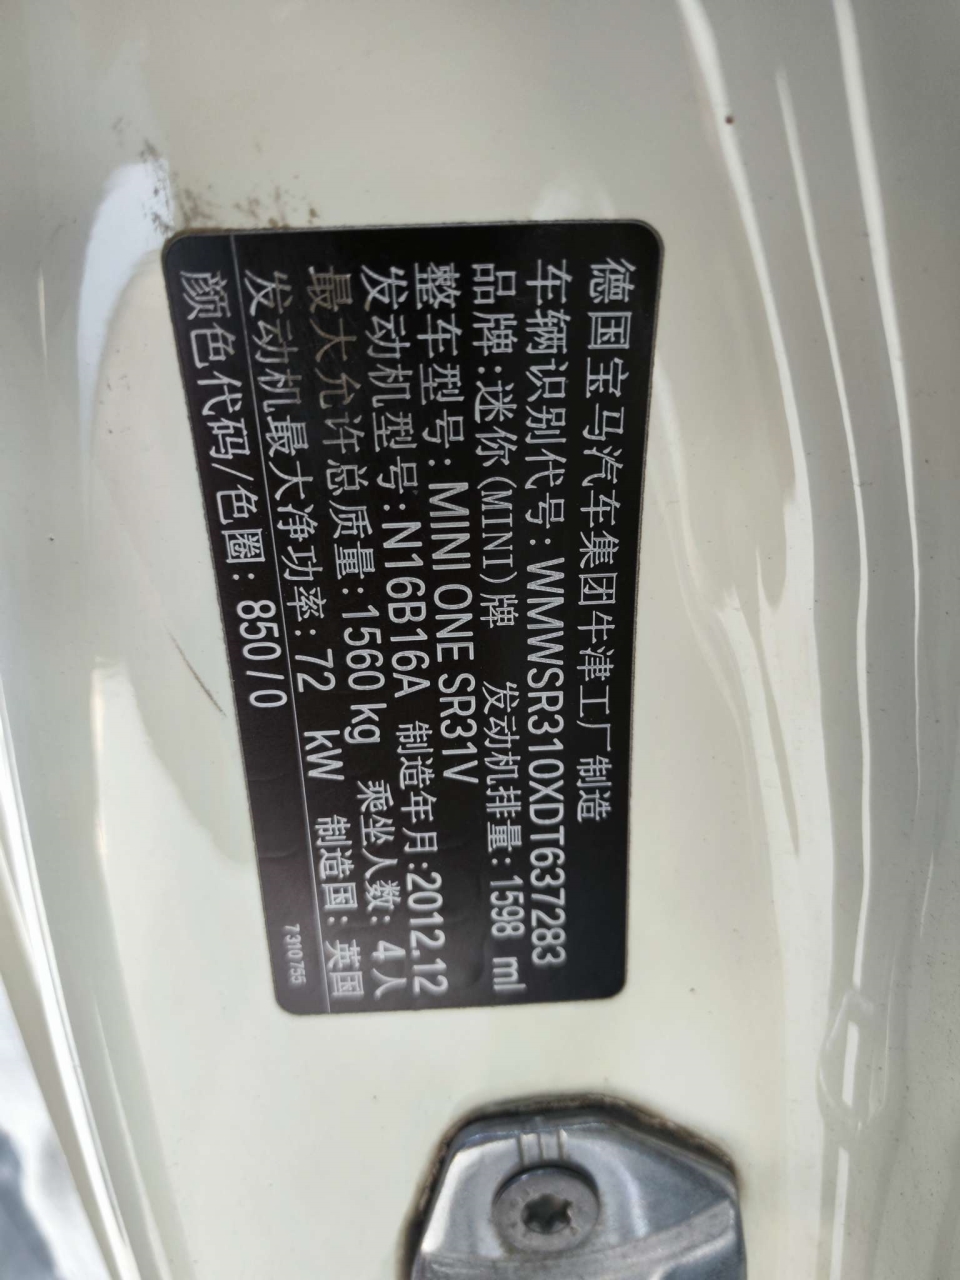 德国宝马汽车集团牛津工厂制造
车辆识别代号: WMWSR310XDT637283
品牌:迷你(MINI)牌 发动机排量:1598 ml
整车型号:MINI ONE SR31V
发动机型号:N16B16A 制造年月:2012.12
最大允许总质量:1560kg 乘坐人数: 4人
发动机最大净功率:72 kW 制造国: 英国
颜色代码/色圈: 850/0 7 310 755